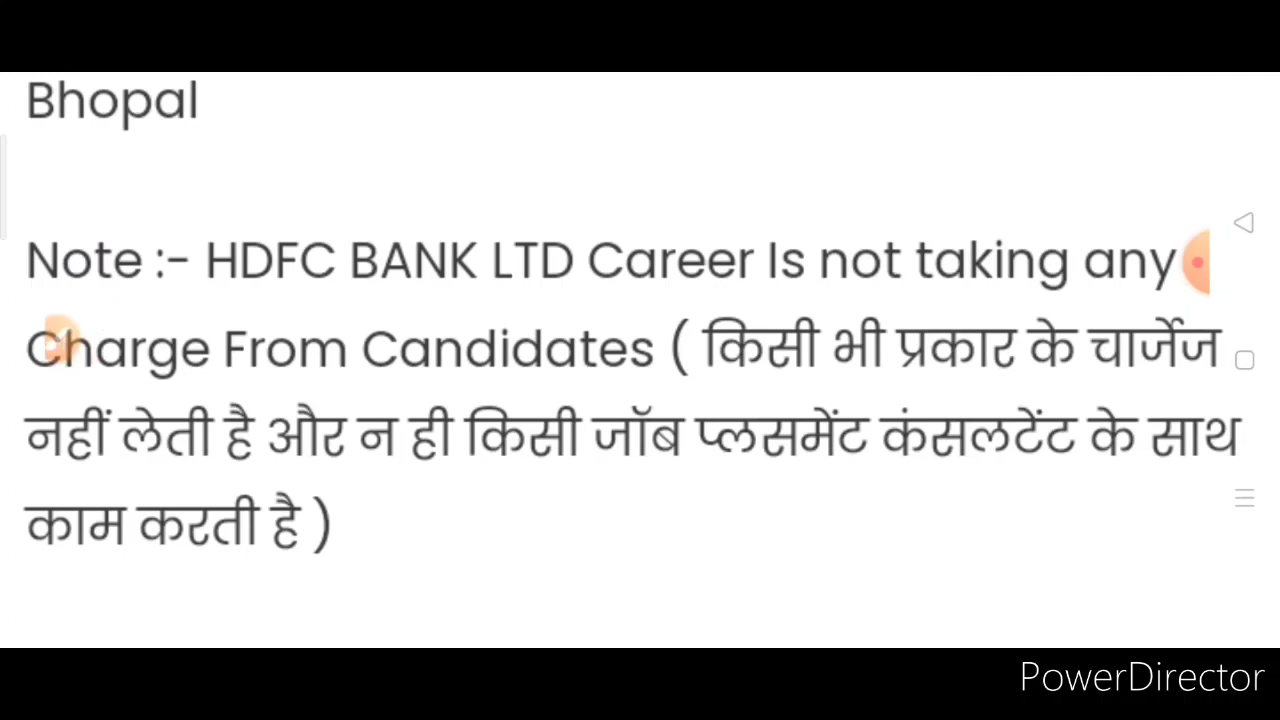 Bhopal
Note :- HDFC BANK LTD Career Is not taking any
Charge From Candidates ( किसी भी प्रकार के चार्जेज
नहीं लेती है और न ही किसी जॉब प्लसमेंट कंसलटेंट के साथ
काम करती है )
PowerDirector